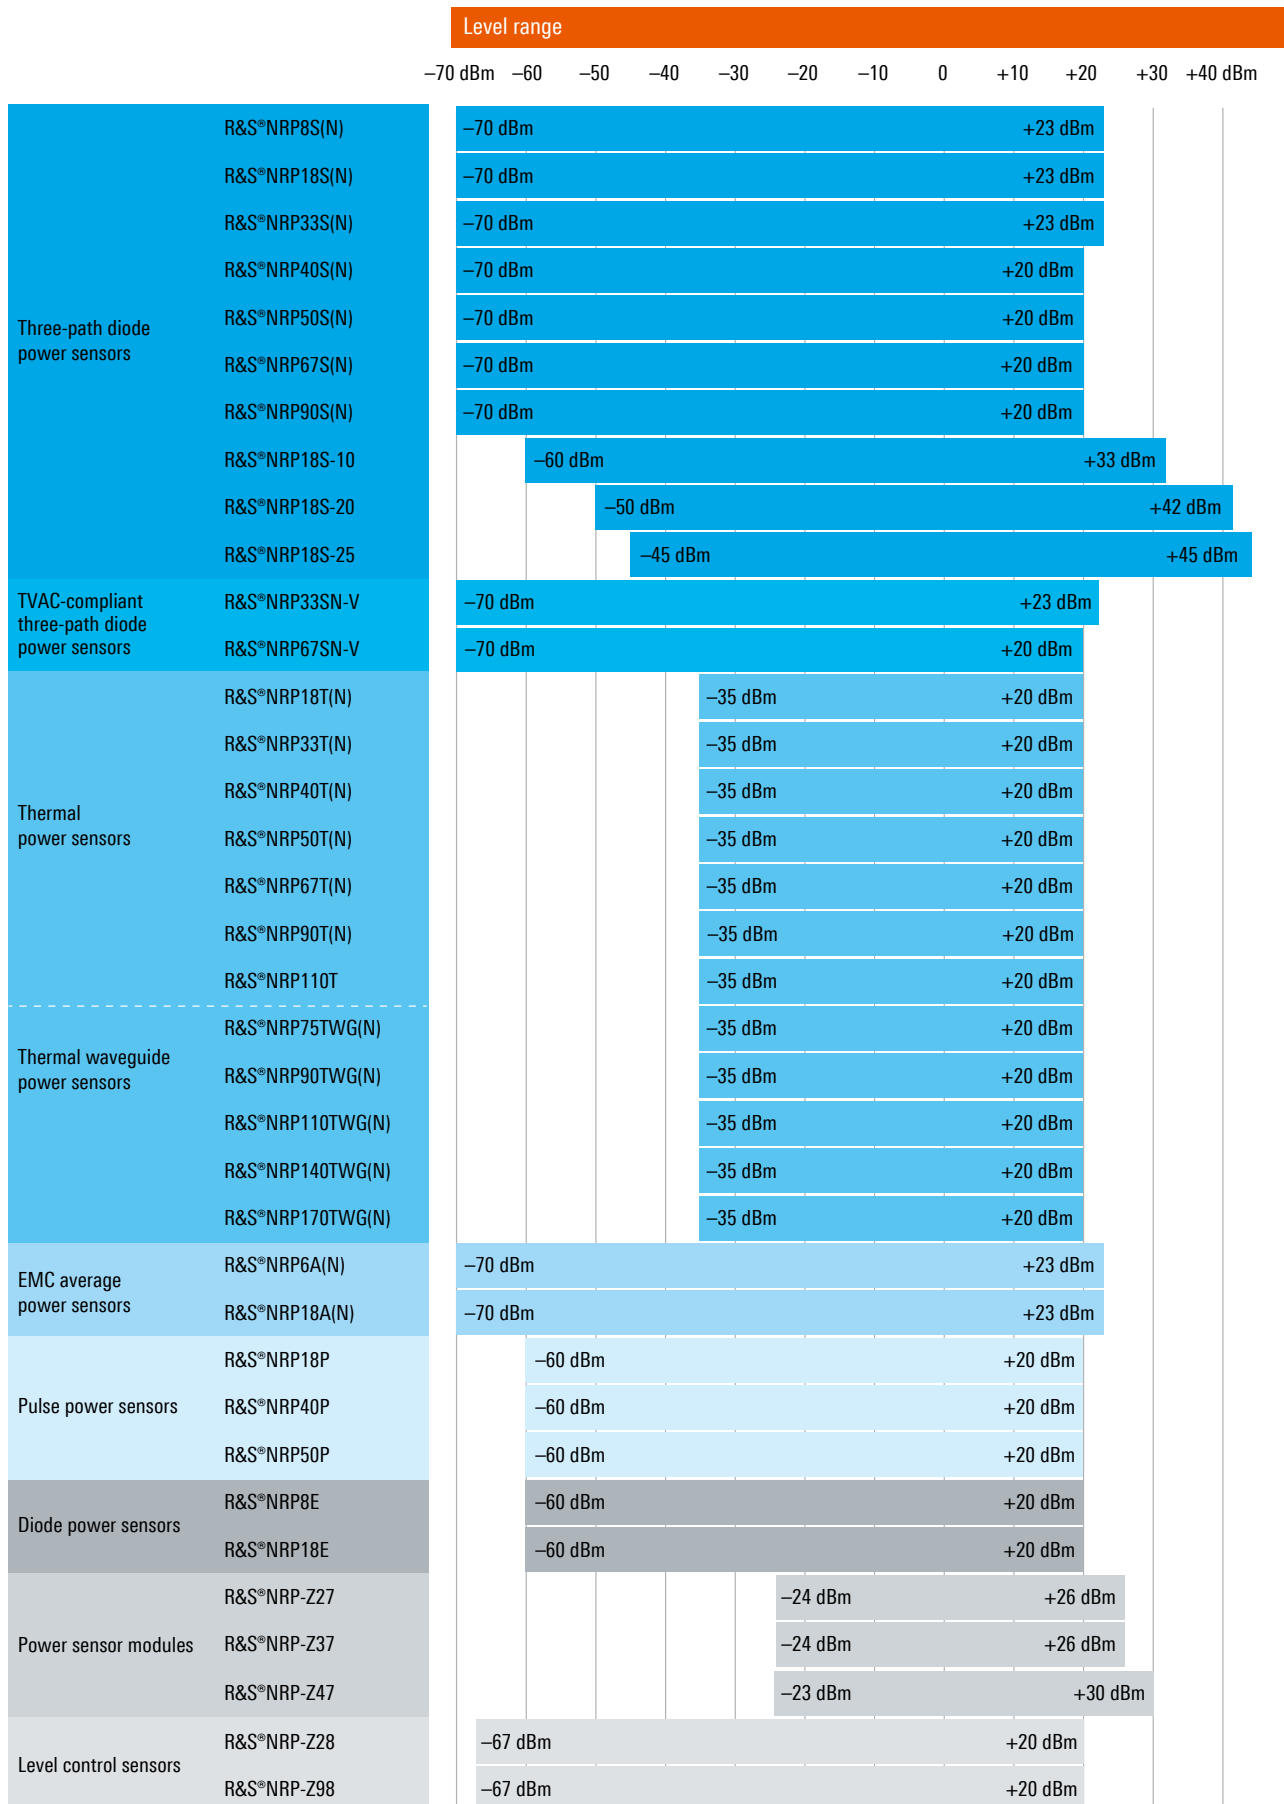 Level range
–70 dBm –60 –50 –40 –30 –20 –10 0 +10 +20 +30 +40 dBm
Three-path diode
power sensors
R&S®NRP8S(N) –70 dBm +23 dBm
R&S®NRP18S(N) –70 dBm +23 dBm
R&S®NRP33S(N) –70 dBm +23 dBm
R&S®NRP40S(N) –70 dBm +20 dBm
R&S®NRP50S(N) –70 dBm +20 dBm
R&S®NRP67S(N) –70 dBm +20 dBm
R&S®NRP90S(N) –70 dBm +20 dBm
R&S®NRP18S-10 –60 dBm +33 dBm
R&S®NRP18S-20 –50 dBm +42 dBm
R&S®NRP18S-25 –45 dBm +45 dBm
TVAC-compliant
three-path diode
power sensors
R&S®NRP33SN-V –70 dBm +23 dBm
R&S®NRP67SN-V –70 dBm +20 dBm
Thermal
power sensors
R&S®NRP18T(N) –35 dBm +20 dBm
R&S®NRP33T(N) –35 dBm +20 dBm
R&S®NRP40T(N) –35 dBm +20 dBm
R&S®NRP50T(N) –35 dBm +20 dBm
R&S®NRP67T(N) –35 dBm +20 dBm
R&S®NRP90T(N) –35 dBm +20 dBm
R&S®NRP110T –35 dBm +20 dBm
Thermal waveguide
power sensors
R&S®NRP75TWG(N) –35 dBm +20 dBm
R&S®NRP90TWG(N) –35 dBm +20 dBm
R&S®NRP110TWG(N) –35 dBm +20 dBm
R&S®NRP140TWG(N) –35 dBm +20 dBm
R&S®NRP170TWG(N) –35 dBm +20 dBm
EMC average
power sensors
R&S®NRP6A(N) –70 dBm +23 dBm
R&S®NRP18A(N) –70 dBm +23 dBm
Pulse power sensors
R&S®NRP18P –60 dBm +20 dBm
R&S®NRP40P –60 dBm +20 dBm
R&S®NRP50P –60 dBm +20 dBm
Diode power sensors
R&S®NRP8E –60 dBm +20 dBm
R&S®NRP18E –60 dBm +20 dBm
Power sensor modules
R&S®NRP-Z27 –24 dBm +26 dBm
R&S®NRP-Z37 –24 dBm +26 dBm
R&S®NRP-Z47 –23 dBm +30 dBm
Level control sensors
R&S®NRP-Z28 –67 dBm +20 dBm
R&S®NRP-Z98 –67 dBm +20 dBm